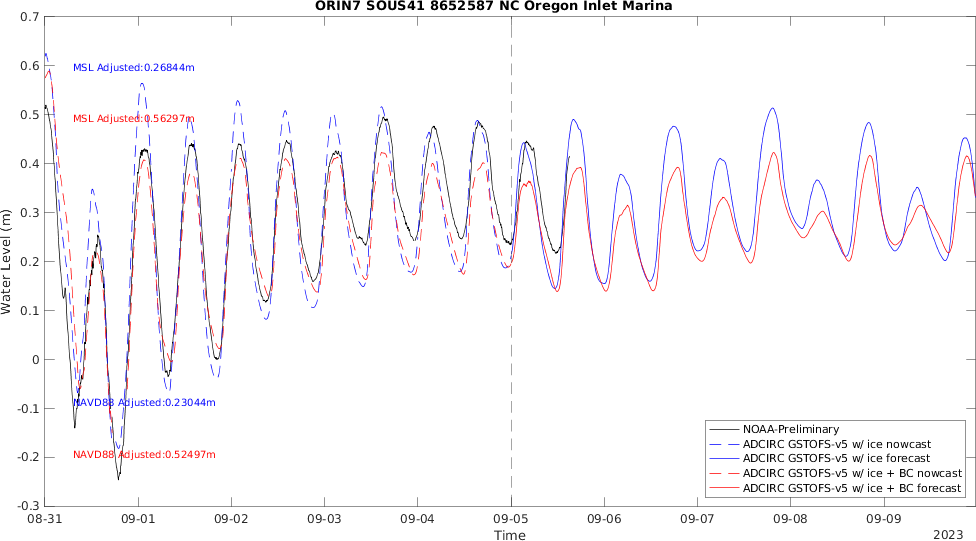 ORIN7 SOUS41 8652587 NC Oregon Inlet Marina
0.7
0.6
0.5
0.4
0.3
0.2
0.1
0
-0.1
-0.2
-0.3
Water Level (m)
MSL Adjusted:0.26844m
MSL Adjusted:0.56297m
NAVD88 Adjusted:0.23044m
NAVD88 Adjusted:0.52497m
NOAA-Preliminary
ADCIRC GSTOFS-v5 w/ ice nowcast
ADCIRC GSTOFS-v5 w/ ice forecast
ADCIRC GSTOFS-v5 w/ ice + BC nowcast
ADCIRC GSTOFS-v5 w/ ice + BC forecast
08-31 09-01 09-02 09-03 09-04 09-05 09-06 09-07 09-08 09-09
Time
2023